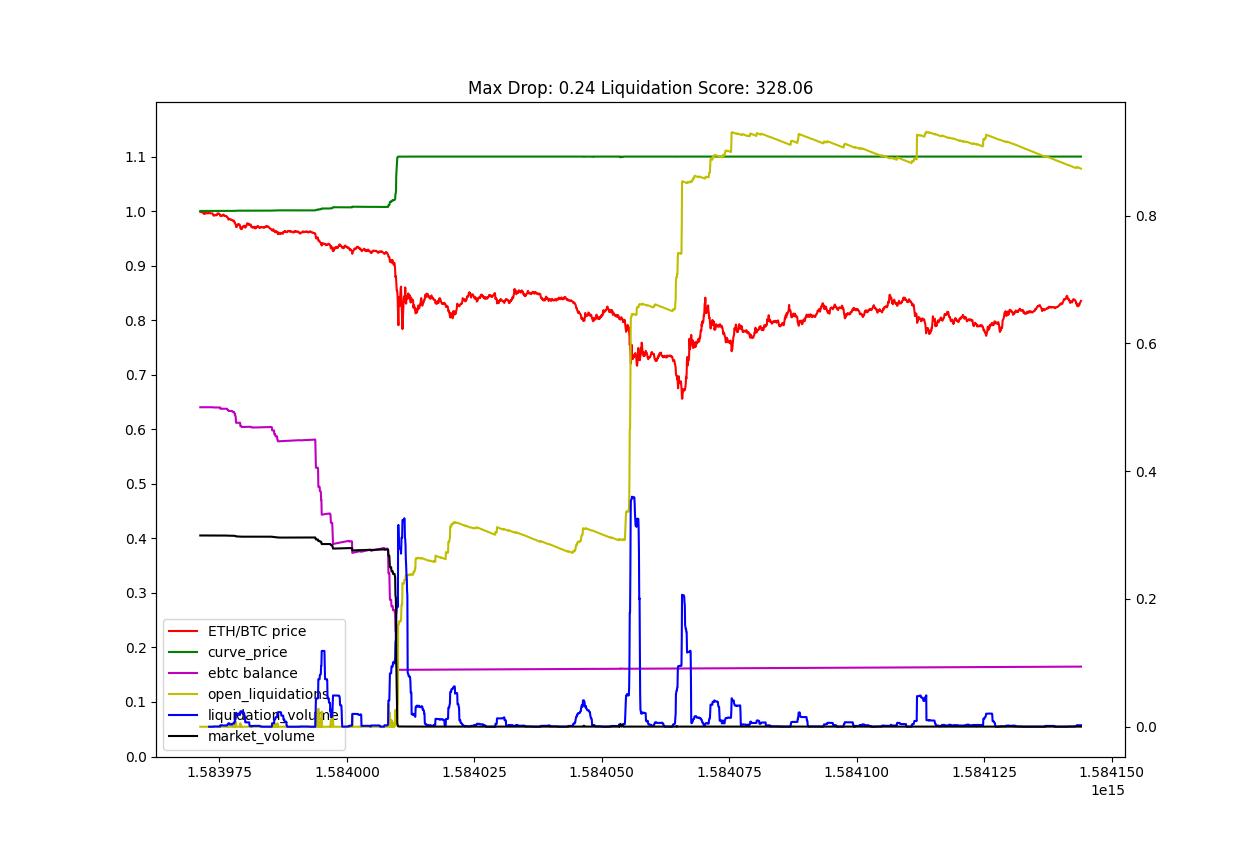 Max Drop: 0.24 Liquidation Score: 328.06
1.1
1.0
0.9
0.8
0.7
0.6
0.5
0.4
0.3
0.2
0.1
0.0
0.8
0.6
0.4
0.2
0.0
ETH/BTC price
curve_price
ebtc balance
open_liquidations
liquidation_volume
market_volume
1.583975 1.584000 1.584025 1.584050 1.584075 1.584100 1.584125 1.584150
1e15